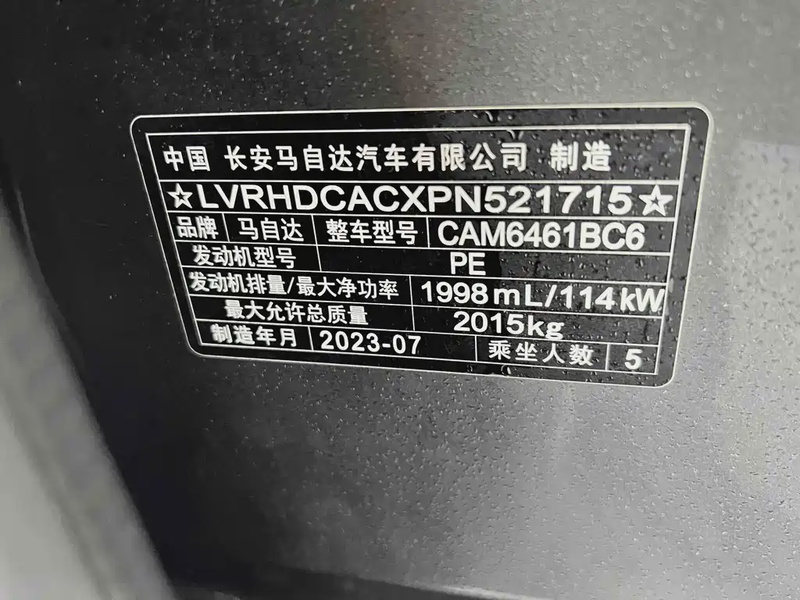 中国 长安马自达汽车有限公司 制造
☆LVRHDCACXPN521715☆
品牌 马自达 整车型号 CAM6461BC6
发动机型号 PE
发动机排量/最大净功率 1998mL/114kW
最大允许总质量 2015kg
制造年月 2023-07 乘坐人数 5